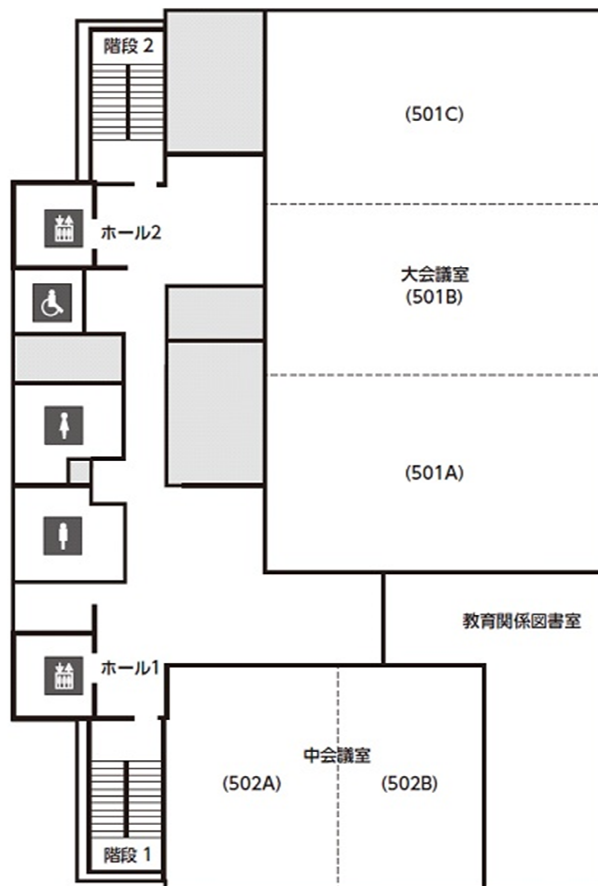 階段 2
(501C)
ホール2
大会議室
(501B)
(501A)
教育関係図書室
ホール1
中会議室
(502A)
(502B)
階段 1